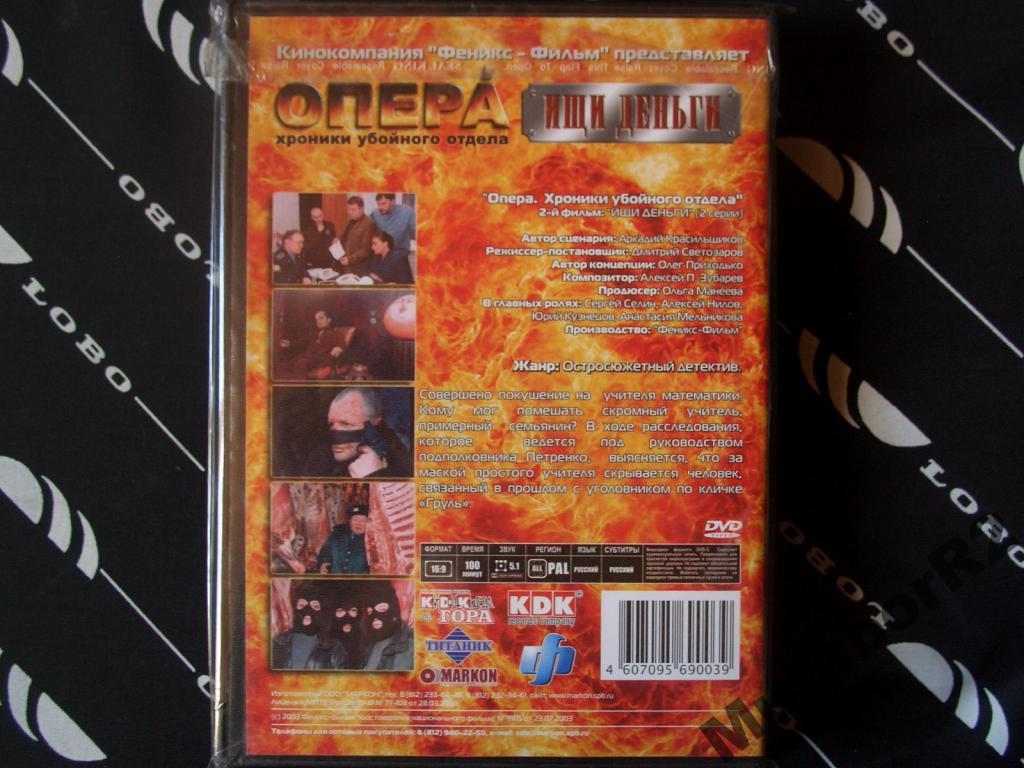 Кинокомпания "Феникс - Фильм" представляет
ОПЕРА
хроники убойного отдела
ИЩИ ДЕНЬГИ
"Опера. Хроники убойного отдела"
2-й фильм: "ИЩИ ДЕНЬГИ" (2 серии)
Автор сценария: Аркадий Красильщиков
Режиссер-постановщик: Дмитрий Светозаров
Автор концепции: Олег Приходько
Композитор: Алексей П. Зубарев
Продюсер: Ольга Манеева
В главных ролях: Сергей Селин, Алексей Нилов,
Юрий Кузнецов, Анастасия Мельникова
Производство: "Феникс-Фильм"
Жанр: Остросюжетный детектив.
Совершено покушение на учителя математики.
Кому мог помешать скромный учитель,
примерный семьянин? В ходе расследования,
которое ведется под руководством
подполковника Петренко, выясняется, что за
маской простого учителя скрывается человек,
связанный в прошлом с уголовником по кличке
«Груль».
DVD
VIDEO
ФОРМАТ ВРЕМЯ ЗВУК РЕГИОН ЯЗЫК СУБТИТРЫ
16:9 100 МИНУТ 5.1 ALL PAL РУССКИЙ РУССКИЙ
ГОРА
KDK
records company
ТИТАНИК
MARKON
4 607095 690039
LOBO
LOBO
LOBO
LOBO